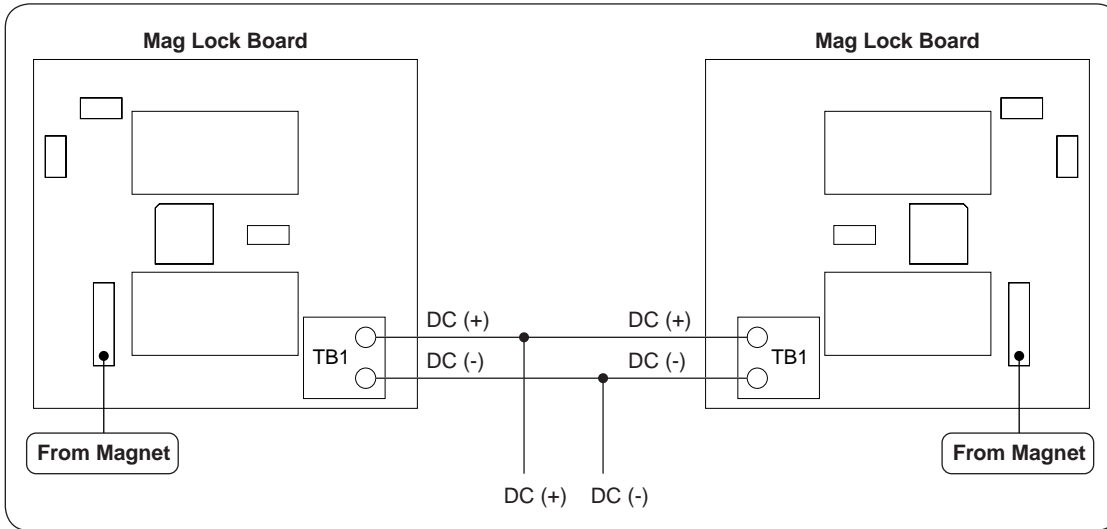 Mag Lock Board
Mag Lock Board
DC (+)
DC (+)
TB1
DC (-)
DC (-)
TB1
From Magnet
From Magnet
DC (+)
DC (-)